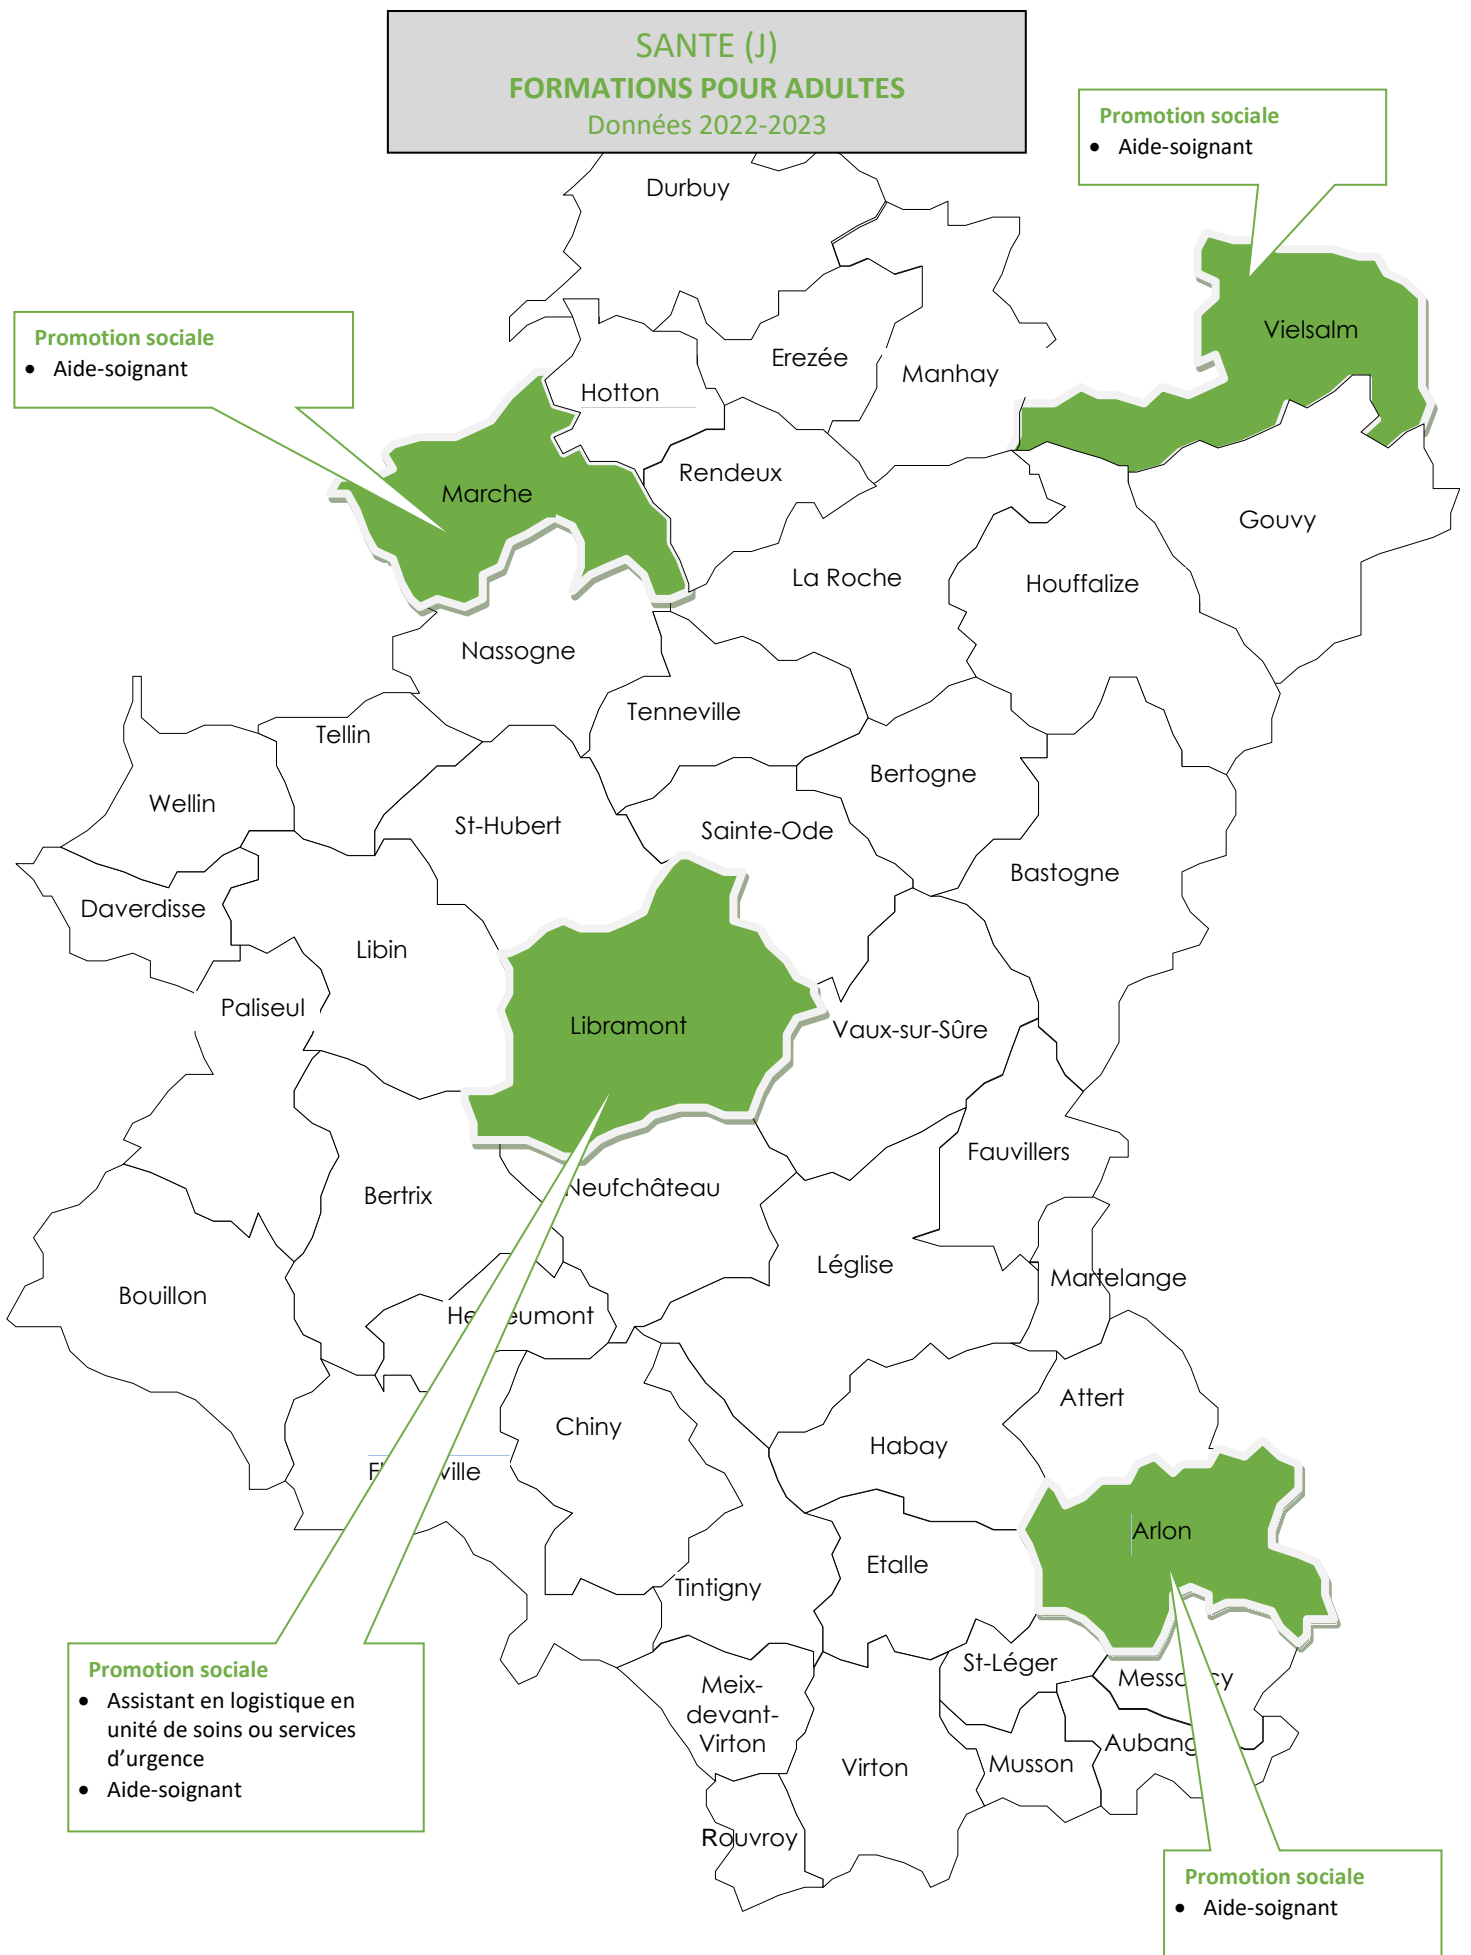 SANTE (J)
FORMATIONS POUR ADULTES
Données 2022-2023
Promotion sociale
• Aide-soignant
Durbuy
Vielsalm
Promotion sociale
• Aide-soignant
Erezée
Manhay
Hotton
Rendeux
Marche
Gouvy
La Roche
Houffalize
Nassogne
Tenneville
Tellin
Bertogne
Wellin
St-Hubert
Sainte-Ode
Bastogne
Daverdisse
Libin
Paliseul
Libramont
Vaux-sur-Sûre
Fauvillers
Bertrix
Neufchâteau
Léglise
Martelange
Bouillon
Attert
Chiny
Habay
Arlon
Etalle
Tintigny
St-Léger
Promotion sociale
• Assistant en logistique en
unité de soins ou services
d’urgence
• Aide-soignant
Meix-
devant-
Virton
Virton
Musson
Rouvroy
Promotion sociale
• Aide-soignant